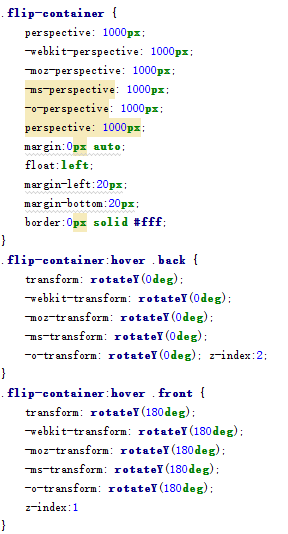 .flip-container {
perspective: 1000px;
-webkit-perspective: 1000px;
-moz-perspective: 1000px;
-ms-perspective: 1000px;
-o-perspective: 1000px;
perspective: 1000px;
margin:0px auto;
float:left;
margin-left:20px;
margin-bottom:20px;
border:0px solid #fff;
}
.flip-container:hover .back {
transform: rotateY(0deg);
-webkit-transform: rotateY(0deg);
-moz-transform: rotateY(0deg);
-ms-transform: rotateY(0deg);
-o-transform: rotateY(0deg); z-index:2;
}
.flip-container:hover .front {
transform: rotateY(180deg);
-webkit-transform: rotateY(180deg);
-moz-transform: rotateY(180deg);
-ms-transform: rotateY(180deg);
-o-transform: rotateY(180deg);
z-index:1
}